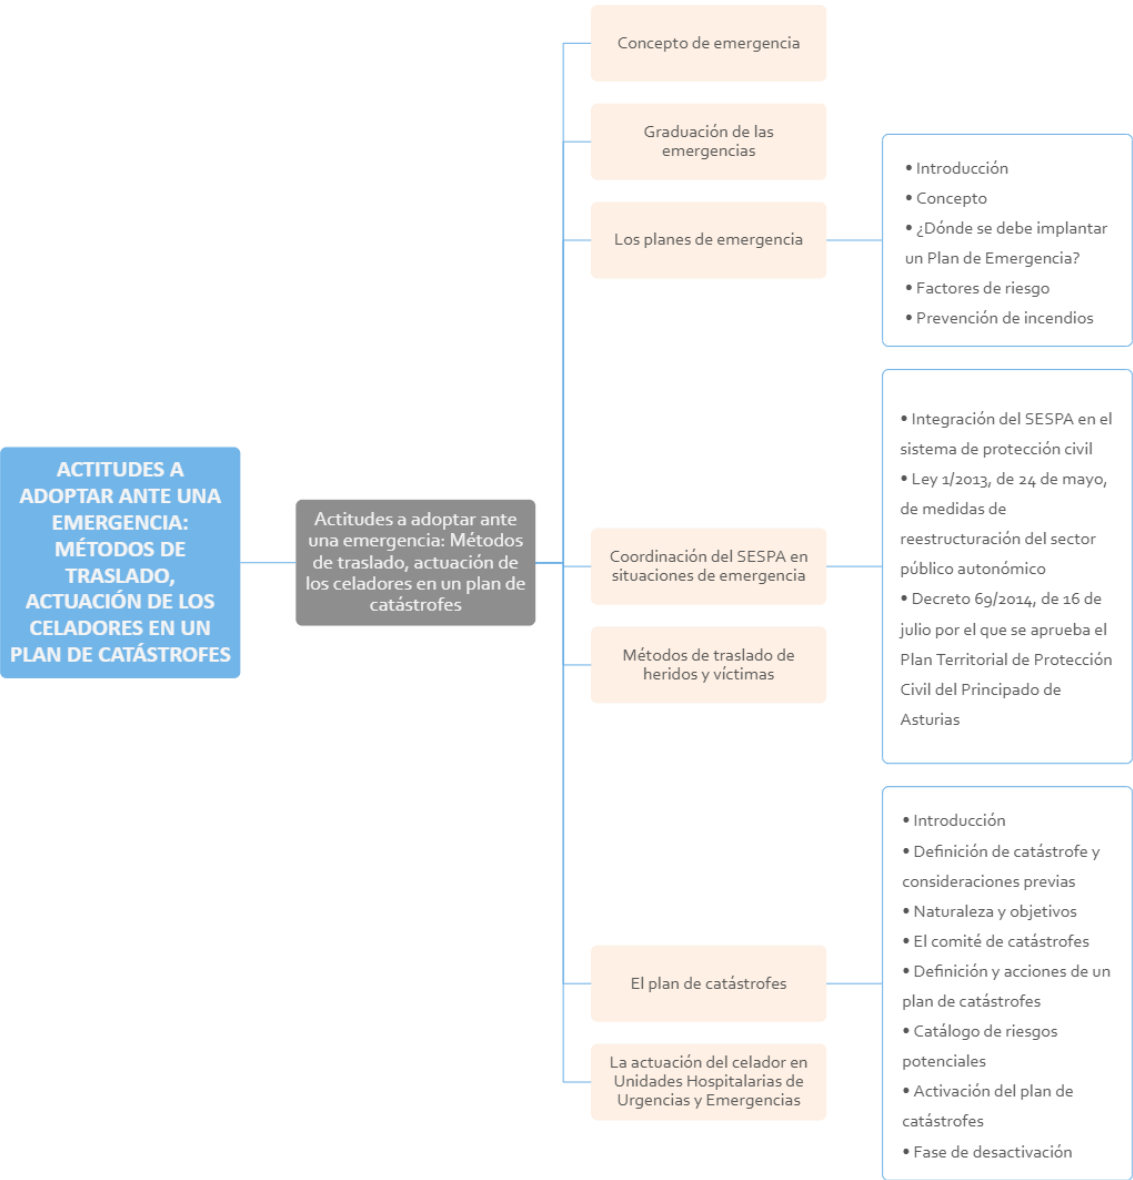 ACTITUDES A
ADOPTAR ANTE UNA
EMERGENCIA:
MÉTODOS DE
TRASLADO,
ACTUACIÓN DE LOS
CELADORES EN UN
PLAN DE CATÁSTROFES
Actitudes a adoptar ante
una emergencia: Métodos
de traslado, actuación de
los celadores en un plan de
catástrofes
Concepto de emergencia
Graduación de las
emergencias
Los planes de emergencia
• Introducción
• Concepto
• ¿Dónde se debe implantar
un Plan de Emergencia?
• Factores de riesgo
• Prevención de incendios
Coordinación del SESPA en
situaciones de emergencia
• Integración del SESPA en el
sistema de protección civil
• Ley 1/2013, de 24 de mayo,
de medidas de
reestructuración del sector
público autonómico
• Decreto 69/2014, de 16 de
julio por el que se aprueba el
Plan Territorial de Protección
Civil del Principado de
Asturias
Métodos de traslado de
heridos y víctimas
El plan de catástrofes
• Introducción
• Definición de catástrofe y
consideraciones previas
• Naturaleza y objetivos
• El comité de catástrofes
• Definición y acciones de un
plan de catástrofes
• Catálogo de riesgos
potenciales
• Activación del plan de
catástrofes
• Fase de desactivación
La actuación del celador en
Unidades Hospitalarias de
Urgencias y Emergencias